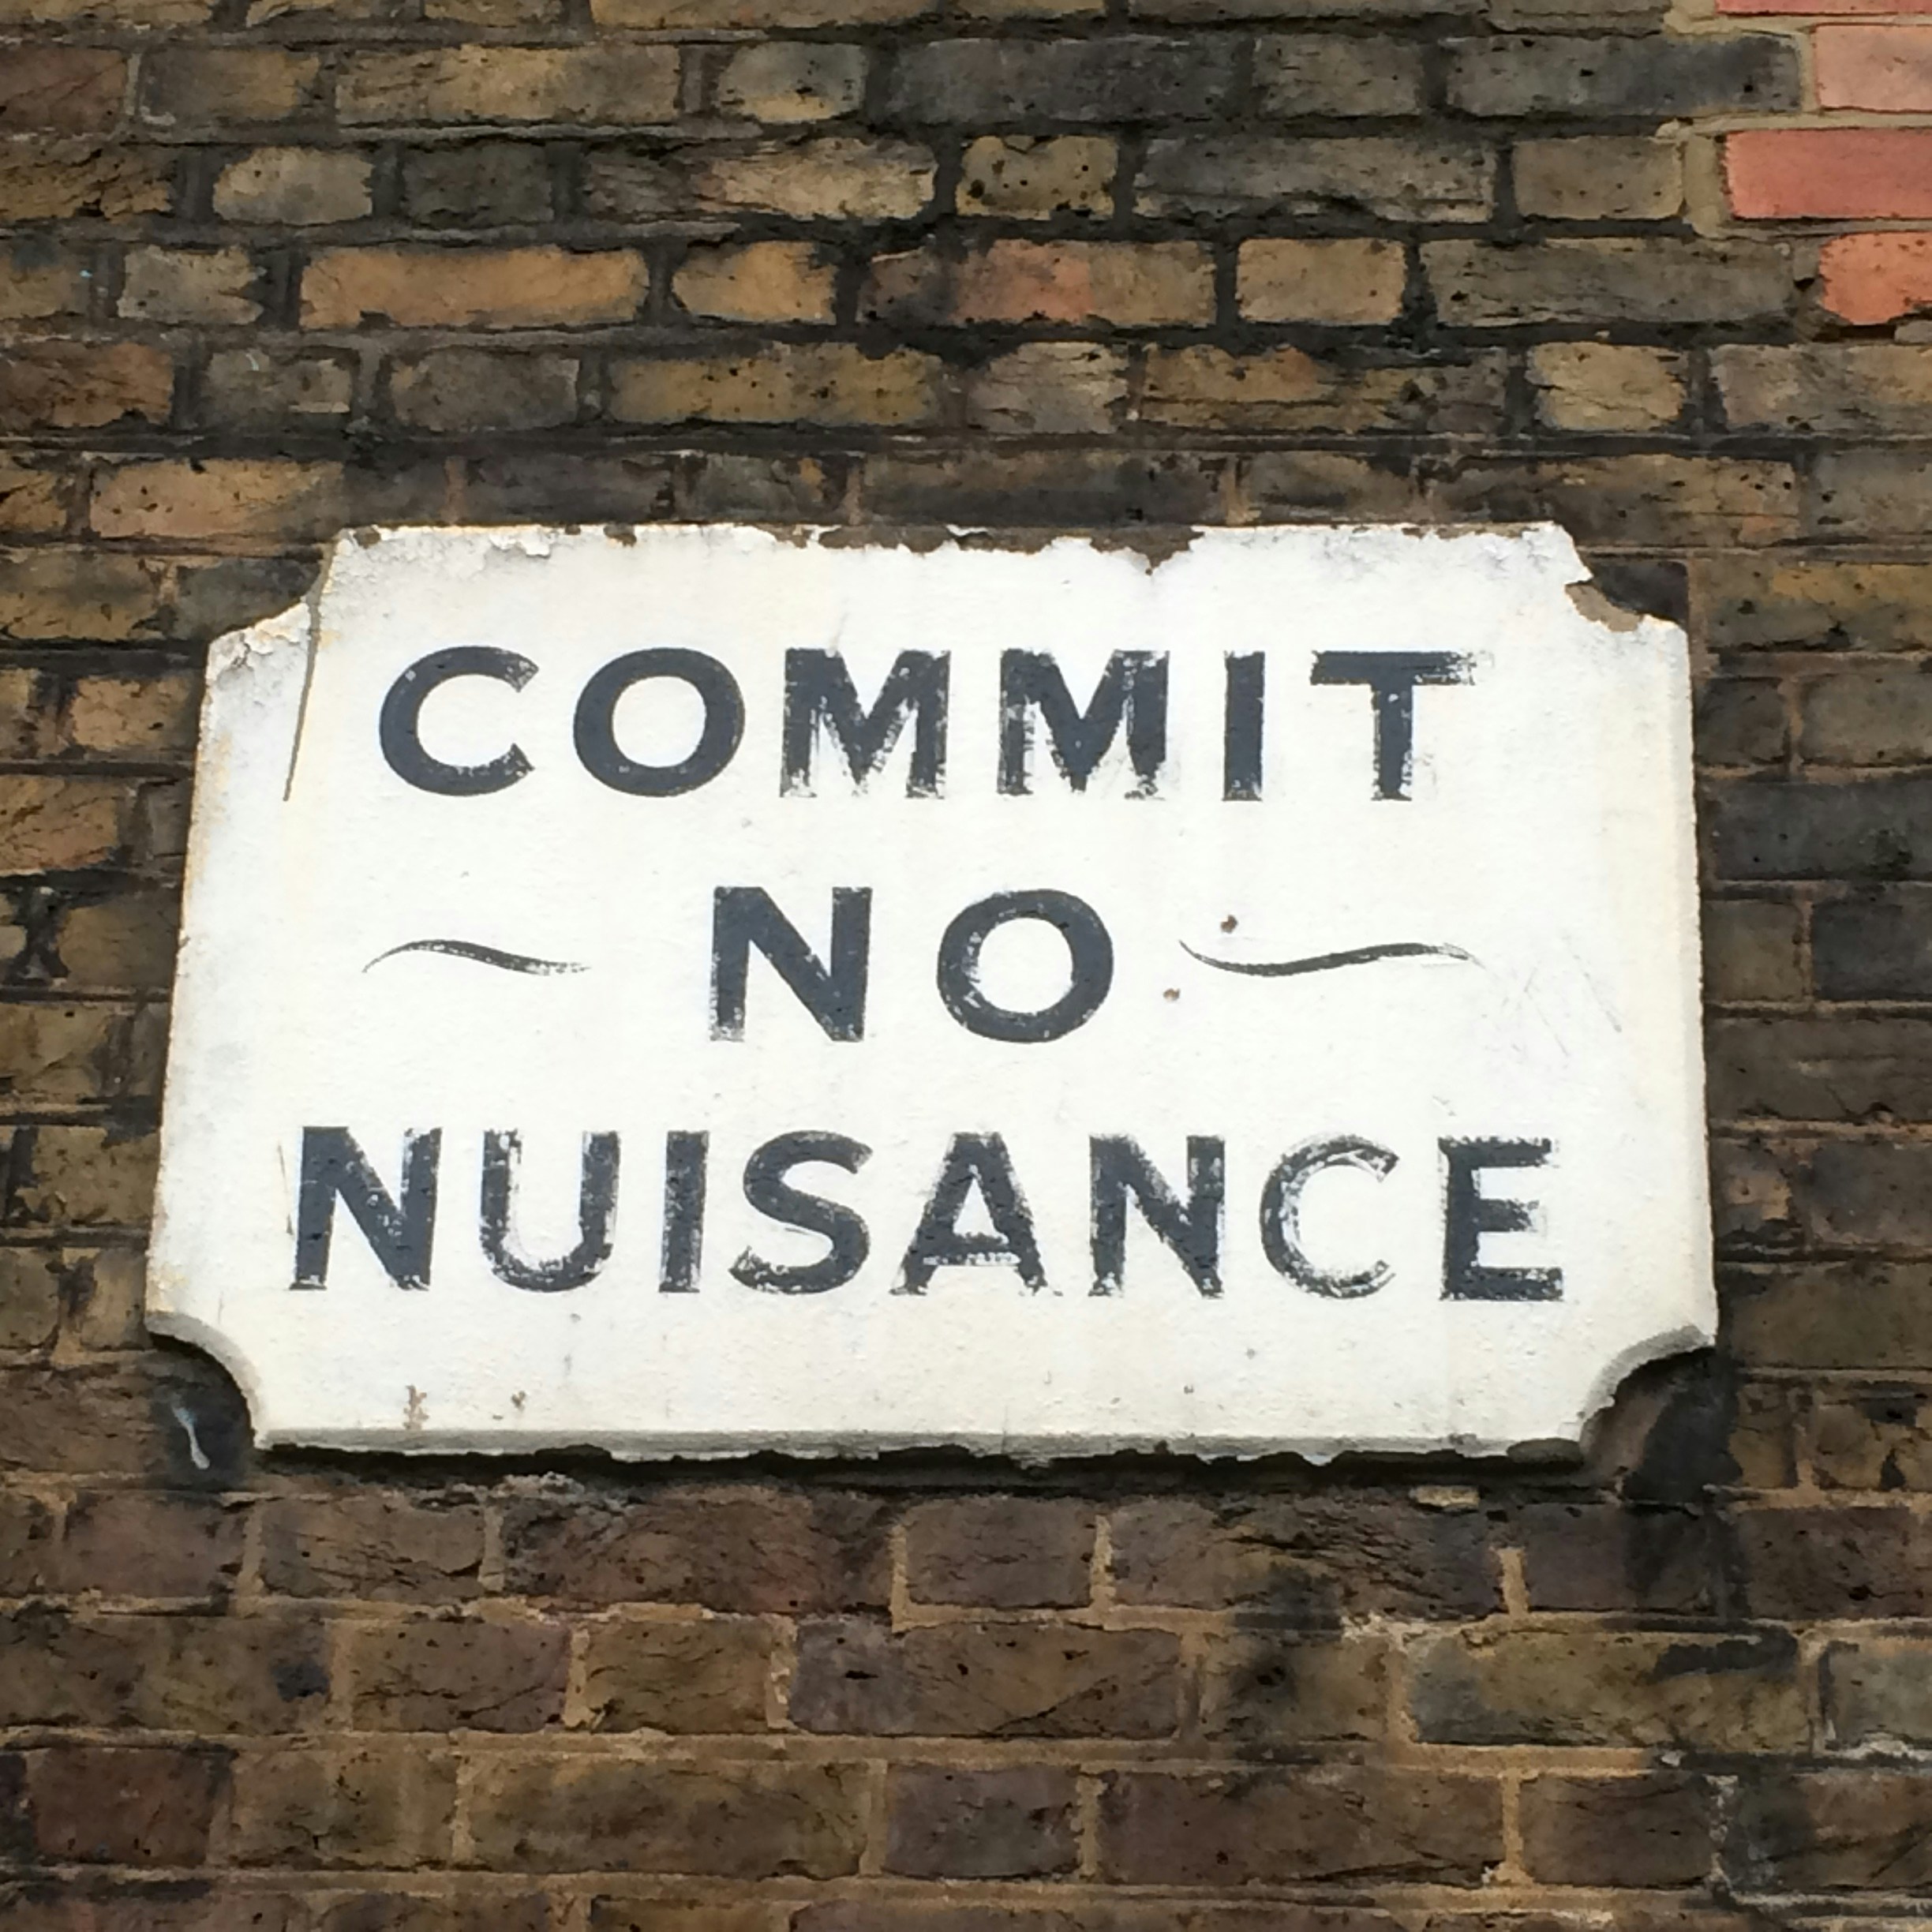 COMMIT
~ NO ~
NUISANCE